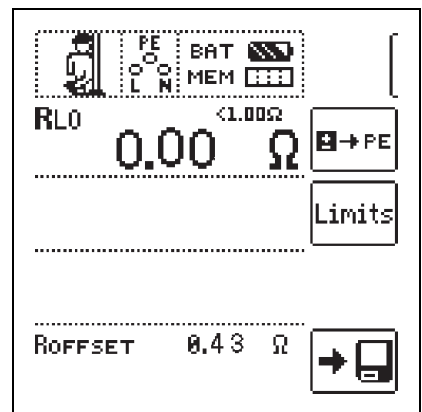 PE
BAT
L N MEM
RLO <1.00Ω
0.00 Ω
→PE
Limits
ROFFSET 0.43 Ω